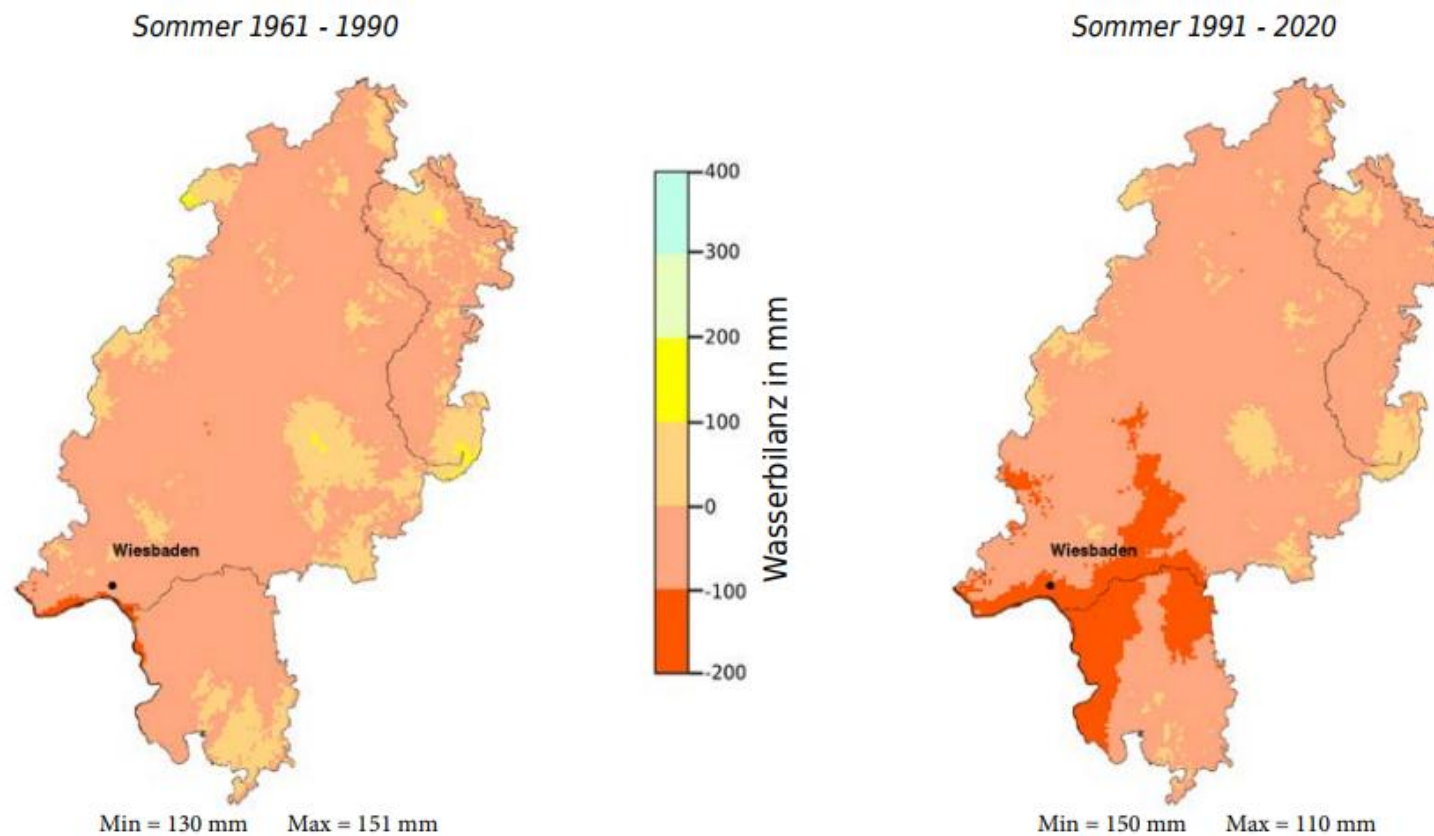 Sommer 1961 - 1990
Sommer 1991 - 2020
400
300
200
100
0
-100
-200
Wasserbilanz in mm
Wiesbaden
Wiesbaden
Min = 130 mm Max = 151 mm
Min = 150 mm Max = 110 mm